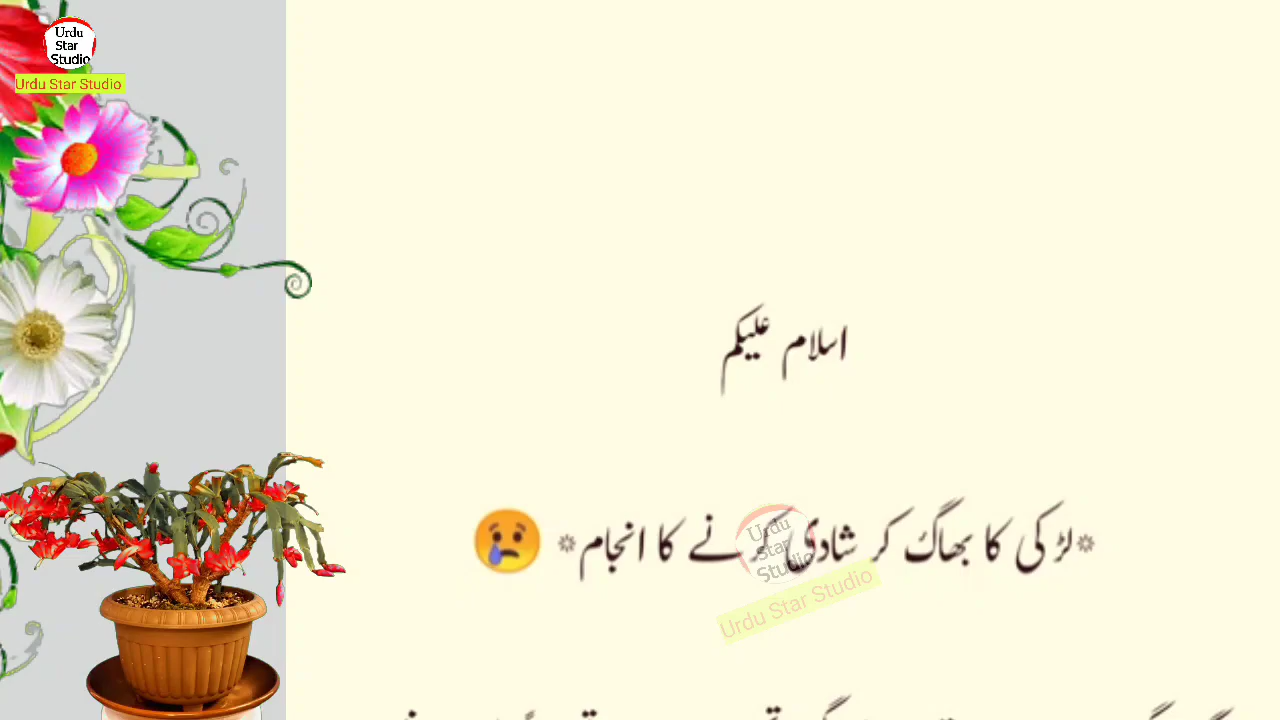 Urdu
Star
Studio
Urdu Star Studio
اسلام علیکم
*لڑکی کا بھاگ کر شادی کرنے کا انجام* 😢
Urdu
Star
Studio
Urdu Star Studio